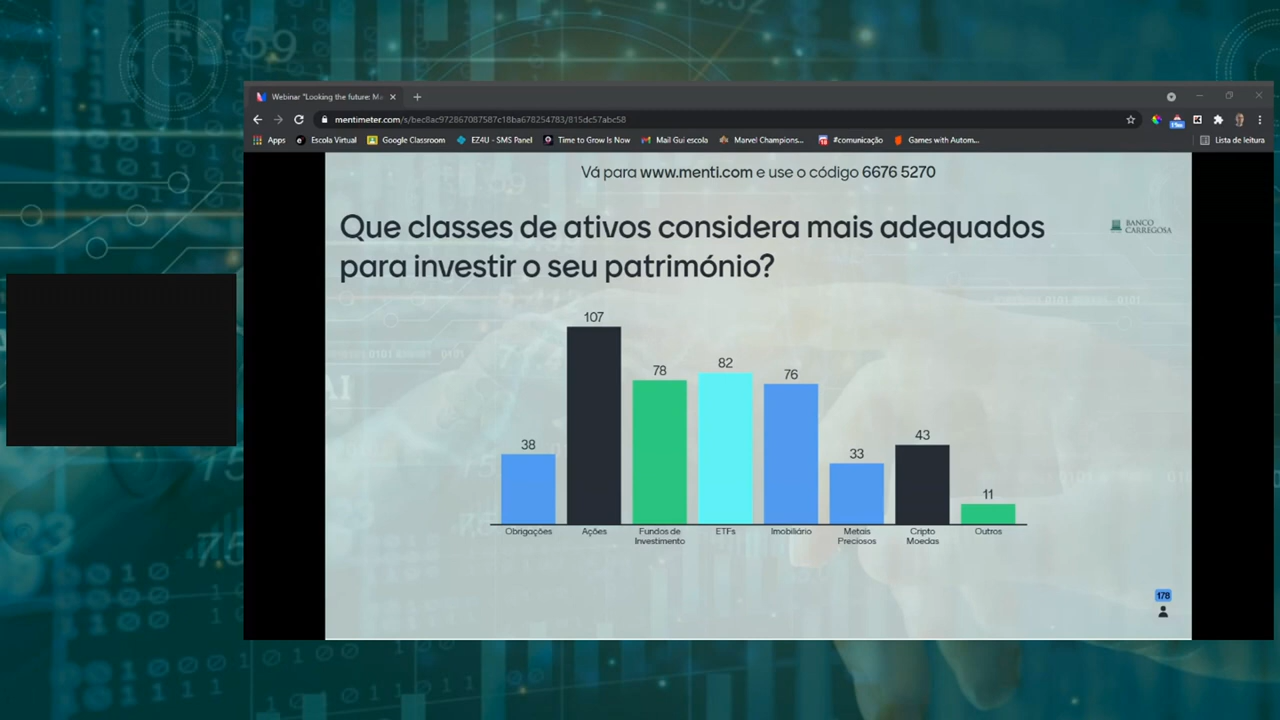 Webinar "Looking the future: Ma
mentimeter.com/s/bec8ac972867087587c18ba678254783/815dc57abc58
Apps
Escola Virtual
Google Classroom
EZ4U - SMS Panel
Time to Grow Is Now
Mail Gui escola
Marvel Champions...
#comunicação
Games with Autom...
Lista de leitura
Vá para www.menti.com e use o código 6676 5270
Que classes de ativos considera mais adequados
para investir o seu património?
BANCO
CARREGOSA
107
78
82
76
38
33
43
11
Obrigações
Ações
Fundos de
Investimento
ETFs
Imobiliário
Metais
Preciosos
Cripto
Moedas
Outros
178